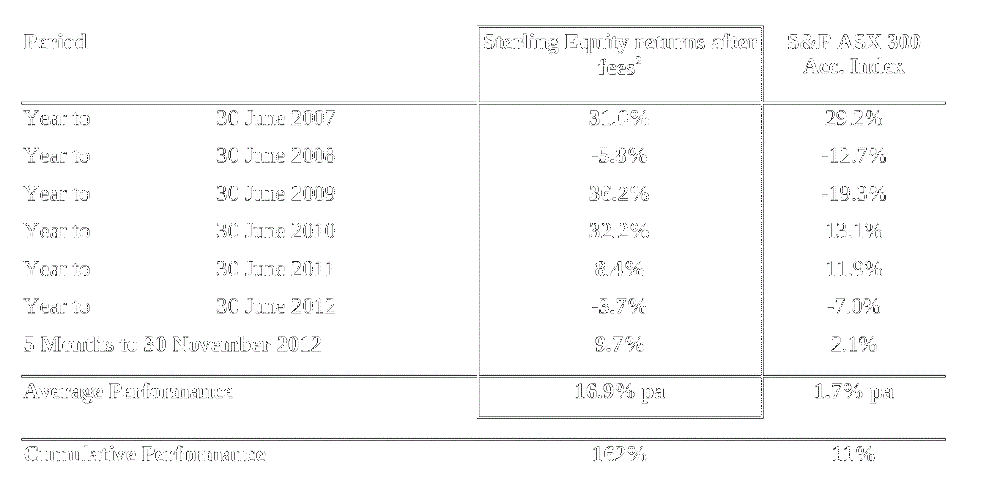 Period Sterling Equity returns after fees² S&P ASX 300 Acc. Index
Year to 30 June 2007 31.6% 29.2%
Year to 30 June 2008 -5.8% -12.7%
Year to 30 June 2009 36.2% -19.3%
Year to 30 June 2010 32.2% 13.1%
Year to 30 June 2011 8.4% 11.9%
Year to 30 June 2012 -3.7% -7.0%
5 Months to 30 November 2012 9.7% 2.1%
Average Performance 16.9% pa 1.7% pa
Cumulative Performance 162% 11%